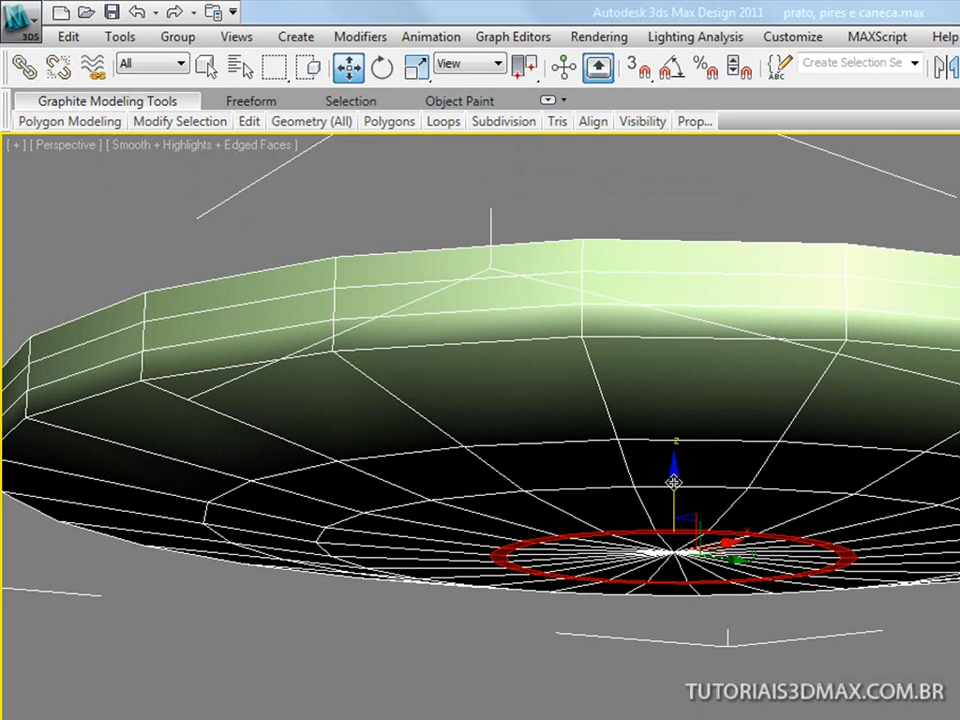 Autodesk 3ds Max Design 2011 prato, pires e caneca.max
3DS
Edit Tools Group Views Create Modifiers Animation Graph Editors Rendering Lighting Analysis Customize MAXScript Help
All View 3 % ABC Create Selection Se
Graphite Modeling Tools Freeform Selection Object Paint
Polygon Modeling Modify Selection Edit Geometry (All) Polygons Loops Subdivision Tris Align Visibility Prop...
[ + ] [ Perspective ] [ Smooth + Highlights + Edged Faces ]
z
x
TUTORIAIS3DMAX.COM.BR